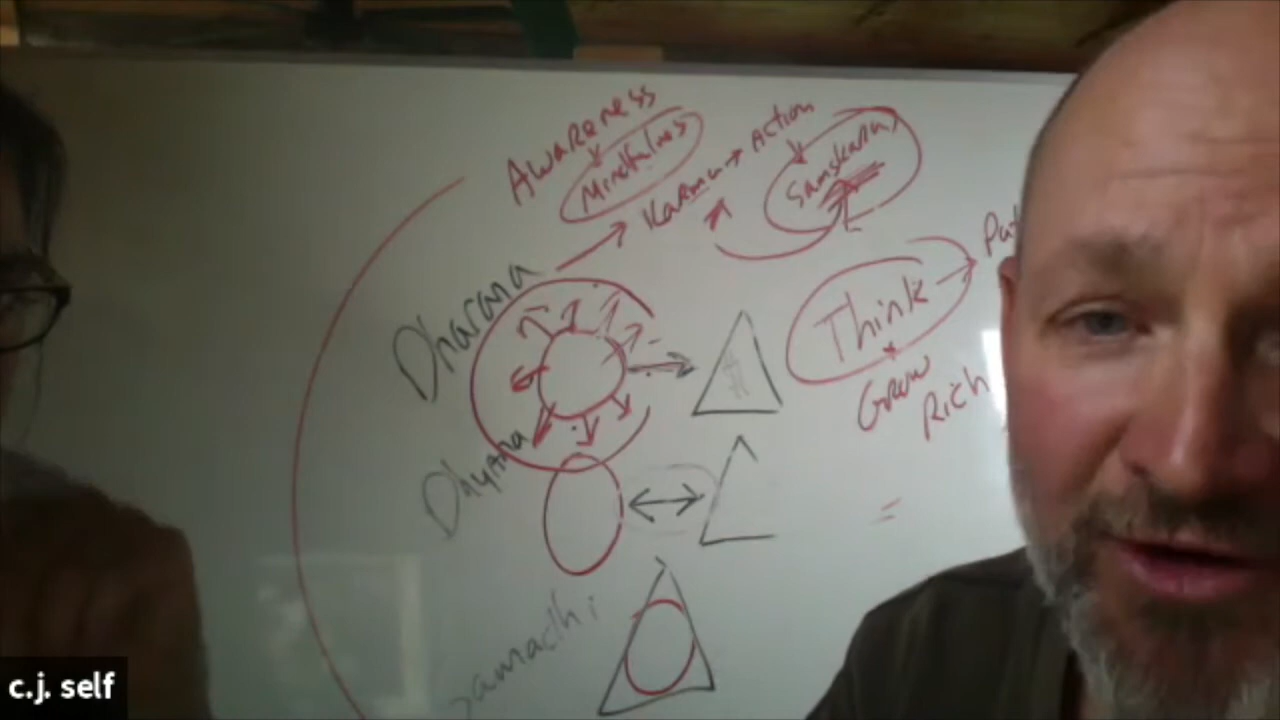 Awareness
Mindfulness
Karma → Action
Samskara
Dharana
Think
Grow
Rich
Dhyana
=
Samadhi
c.j. self